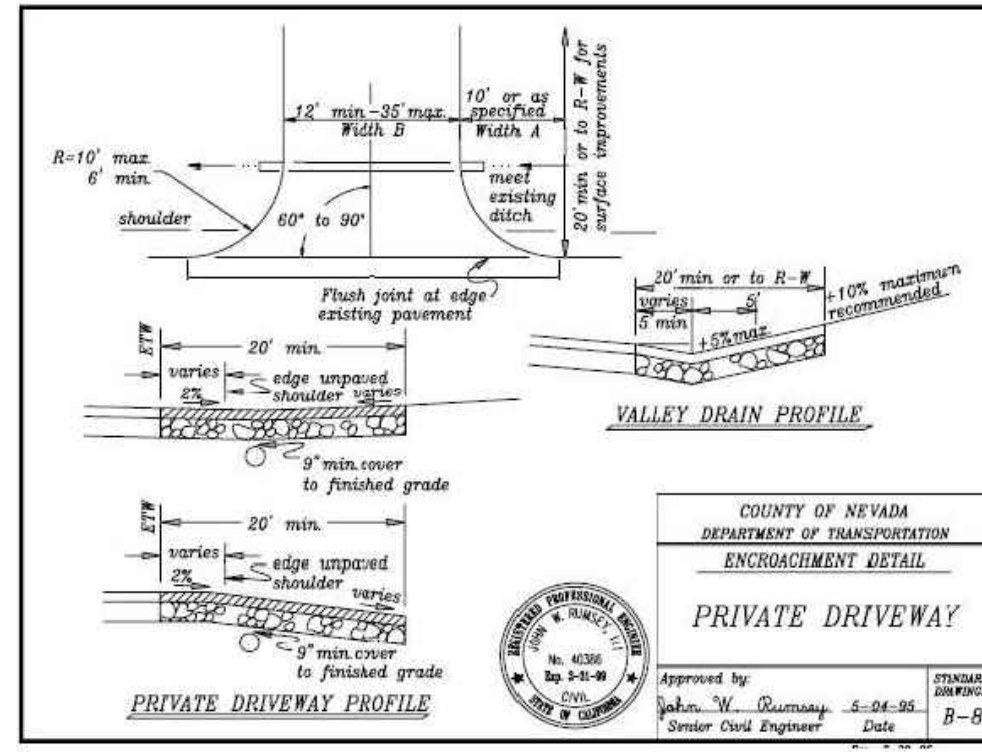 12' min-35' max.
Width B
10' or as
specified
Width A
20' min or to R-W for
surface improvements
R=10' max
6' min.
shoulder
60° to 90°
meet
existing
ditch
Flush joint at edge
existing pavement
20' min or to R-W
varies
5 min
5'
+5% max.
+10% maximum
recommended
VALLEY DRAIN PROFILE
ETW
20' min.
varies
2%
edge unpaved
shoulder
varies
9" min. cover
to finished grade
ETW
20' min.
varies
2%
edge unpaved
shoulder
varies
9" min. cover
to finished grade
PRIVATE DRIVEWAY PROFILE
REGISTERED PROFESSIONAL ENGINEER
JOHN W. RUMSEY, III
No. 40386
Exp. 3-31-99
CIVIL
STATE OF CALIFORNIA
COUNTY OF NEVADA
DEPARTMENT OF TRANSPORTATION
ENCROACHMENT DETAIL
PRIVATE DRIVEWAY
Approved by:
John W. Rumsey 5-04-95
Senior Civil Engineer Date
STANDARD
DRAWINGS
B-8